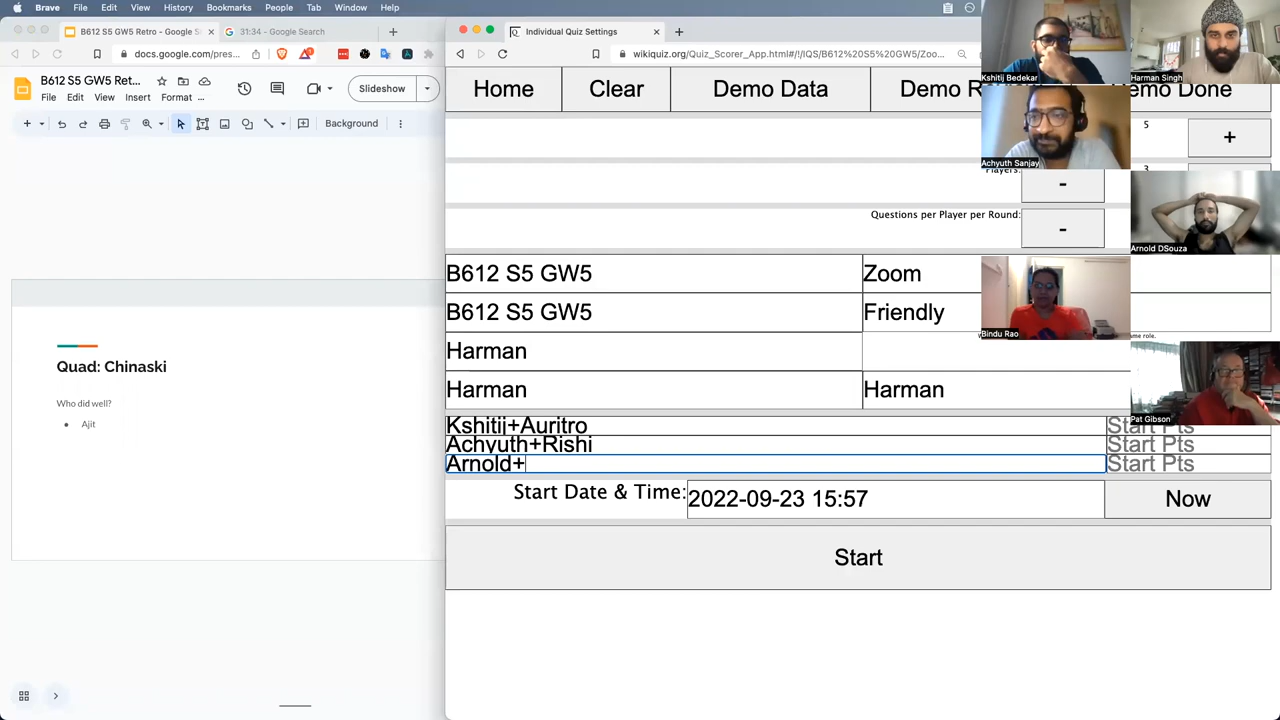 Brave File Edit View History Bookmarks People Tab Window Help
B612 S5 GW5 Retro - 31:34 - Google Search
docs.google.com/pres...
B612 S5 GW5 Ret...
File Edit View Insert Format ...
Slideshow
Background
Quad: Chinaski
Who did well?
Ajit
Individual Quiz Settings
wikiquiz.org/Quiz_Scorer_App.html#/!/IQS/B612%20S5%20GW5/Zoo...
Home Clear Demo Data Demo Done
5 +
Players: - 3
Questions per Player per Round: -
B612 S5 GW5 Zoom
B612 S5 GW5 Friendly
Harman
Harman Harman
Kshitij+Auritro Start Pts
Achyuth+Rishi Start Pts
Arnold+ Start Pts
Start Date & Time: 2022-09-23 15:57 Now
Start
Kshitij Bedekar
Harman Singh
Achyuth Sanjay
Arnold DSouza
Bindu Rao
ame role.
Pat Gibson